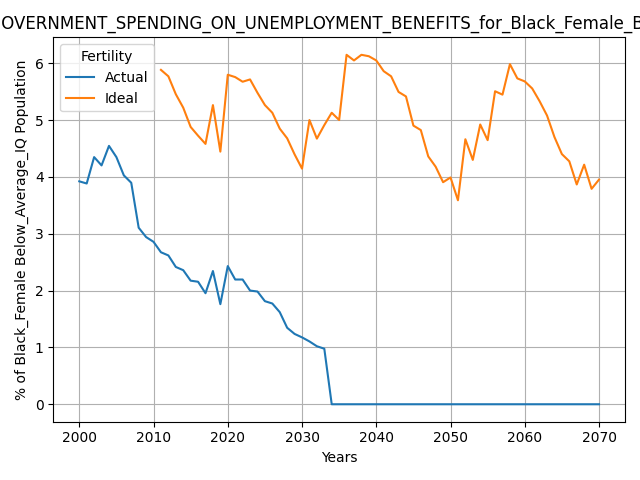 OVERNMENT_SPENDING_ON_UNEMPLOYMENT_BENEFITS_for_Black_Female_B
Fertility
Actual
Ideal
% of Black_Female Below_Average_IQ Population
6
5
4
3
2
1
0
2000 2010 2020 2030 2040 2050 2060 2070
Years